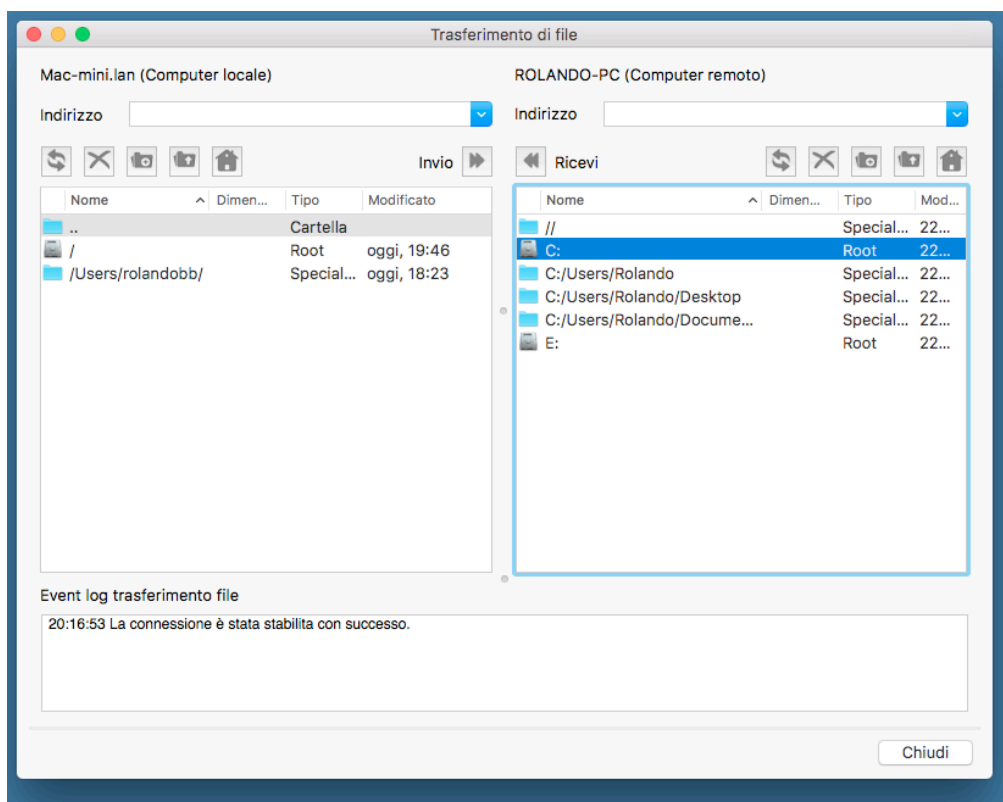 Trasferimento di file
Mac-mini.lan (Computer locale)
ROLANDO-PC (Computer remoto)
Indirizzo
Indirizzo
Invio
Ricevi
Nome Dimen... Tipo Modificato
.. Cartella
/ Root oggi, 19:46
/Users/rolandobb/ Special... oggi, 18:23
Nome Dimen... Tipo Mod...
// Special... 22...
C: Root 22...
C:/Users/Rolando Special... 22...
C:/Users/Rolando/Desktop Special... 22...
C:/Users/Rolando/Docume... Special... 22...
E: Root 22...
Event log trasferimento file
20:16:53 La connessione è stata stabilita con successo.
Chiudi